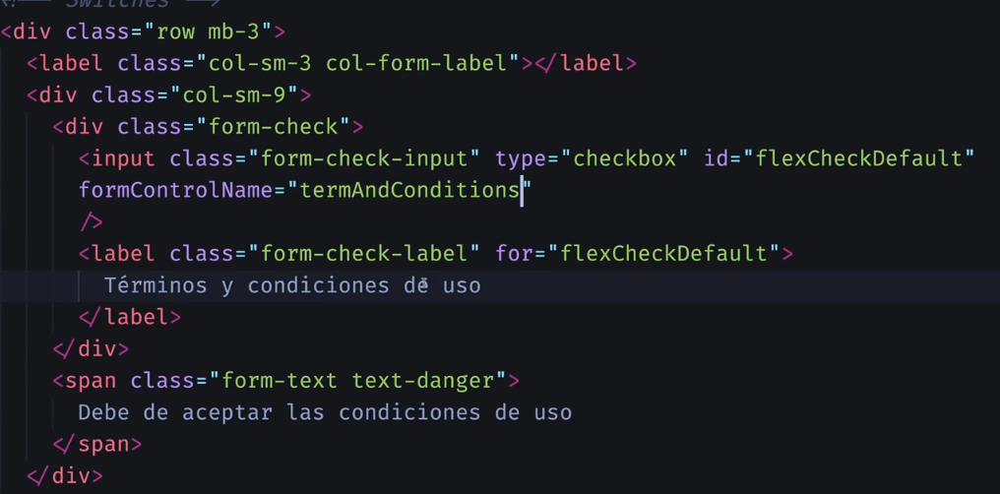 <!-- Switches -->
<div class="row mb-3">
<label class="col-sm-3 col-form-label"></label>
<div class="col-sm-9">
<div class="form-check">
<input class="form-check-input" type="checkbox" id="flexCheckDefault"
formControlName="termAndConditions"
/>
<label class="form-check-label" for="flexCheckDefault">
Términos y condiciones de uso
</label>
</div>
<span class="form-text text-danger">
Debe de aceptar las condiciones de uso
</span>
</div>